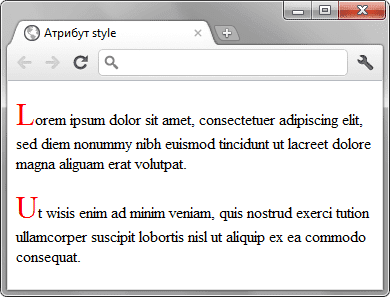 Атрибут style
Lorem ipsum dolor sit amet, consectetuer adipiscing elit,
sed diem nonummy nibh euismod tincidunt ut lacreet dolore
magna aliguam erat volutpat.
Ut wisis enim ad minim veniam, quis nostrud exerci tution
ullamcorper suscipit lobortis nisl ut aliquip ex ea commodo
consequat.